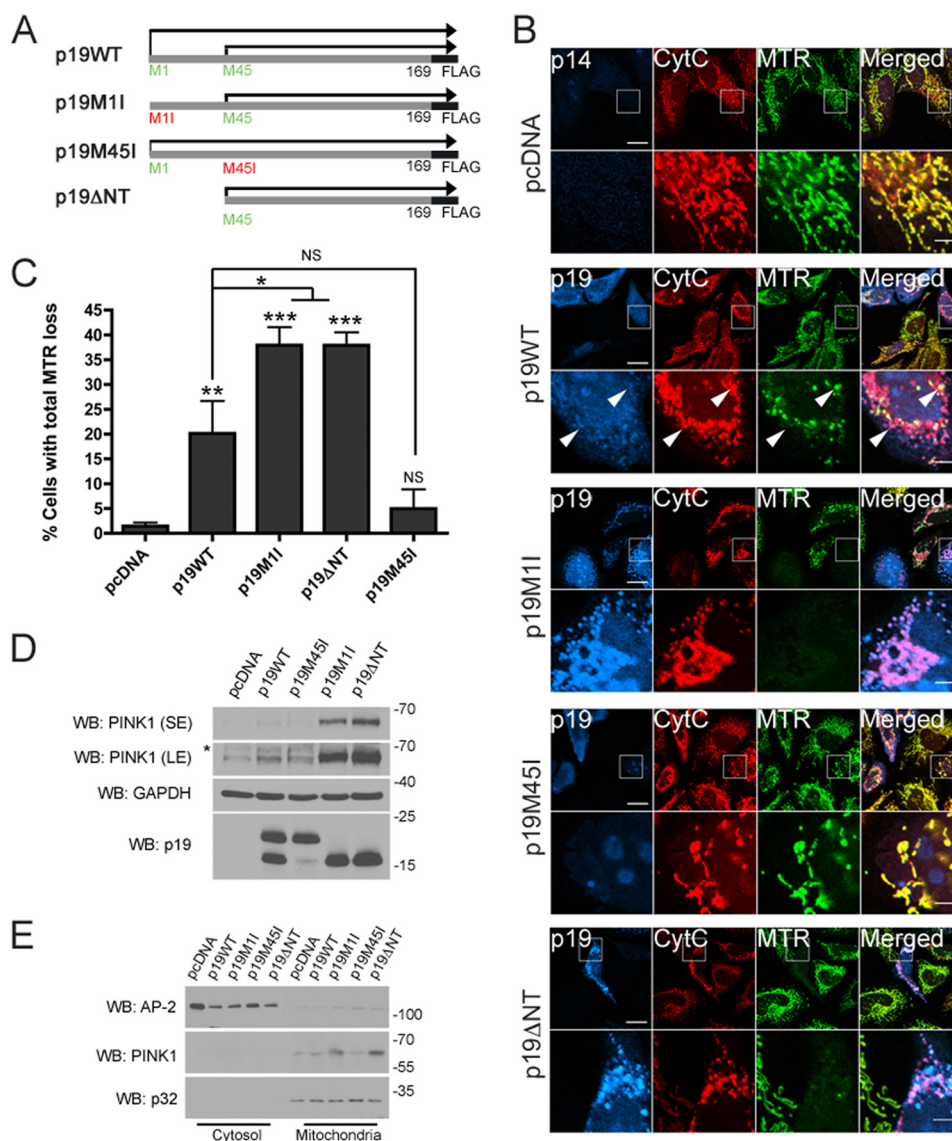 A
p19WT
M1 M45 169 FLAG
p19M1I
M1I M45 169 FLAG
p19M45I
M1 M45I 169 FLAG
p19ΔNT
M45 169 FLAG
B
pcDNA
p14 CytC MTR Merged
p19WT
p19 CytC MTR Merged
p19M1I
p19 CytC MTR Merged
p19M45I
p19 CytC MTR Merged
p19ΔNT
p19 CytC MTR Merged
C
% Cells with total MTR loss
45
40
35
30
25
20
15
10
5
0
NS
*
** *** *** NS
pcDNA p19WT p19M1I p19ΔNT p19M45I
D
pcDNA p19WT p19M45I p19M1I p19ΔNT
WB: PINK1 (SE) -70
WB: PINK1 (LE) * -70
WB: GAPDH -40
-25
WB: p19
-15
E
pcDNA p19WT p19M1I p19M45I p19ΔNT pcDNA p19WT p19M1I p19M45I p19ΔNT
WB: AP-2 -100
-70
WB: PINK1
-55
-35
WB: p32
Cytosol Mitochondria